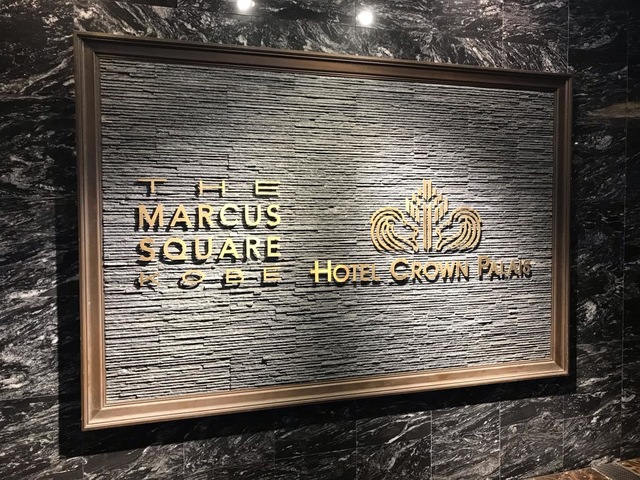 THE
MARCUS
SQUARE
KOBE
HOTEL CROWN PALAIS